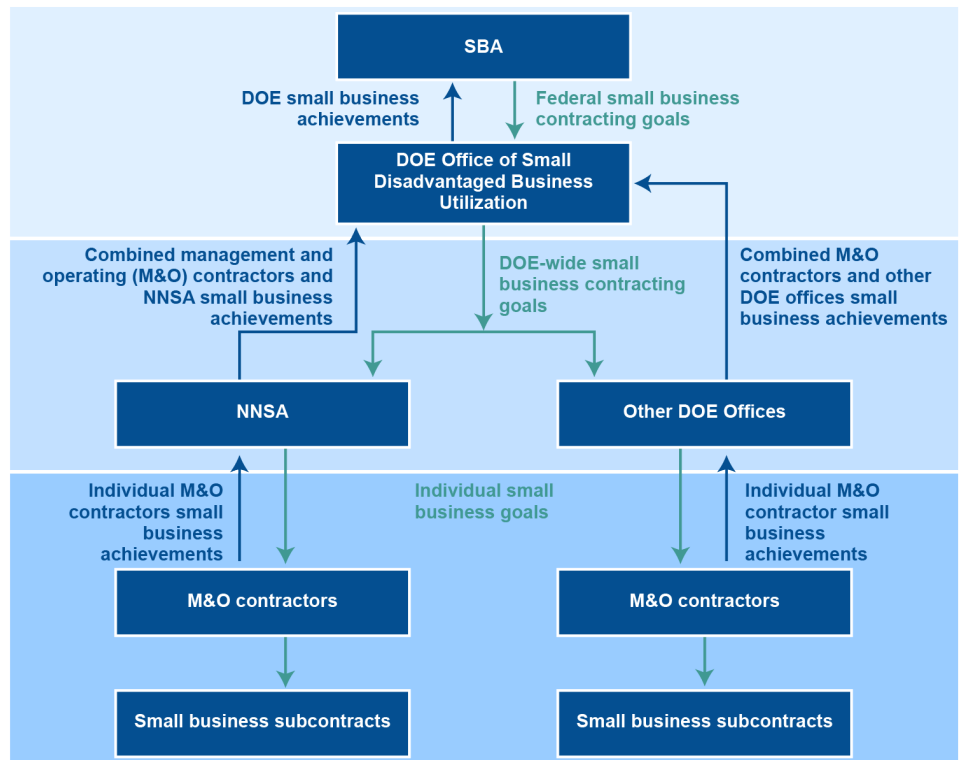 SBA
DOE small business
achievements
Federal small business
contracting goals
DOE Office of Small
Disadvantaged Business
Utilization
Combined management and
operating (M&O) contractors and
NNSA small business
achievements
DOE-wide small
business contracting
goals
Combined M&O
contractors and other
DOE offices small
business achievements
NNSA
Other DOE Offices
Individual M&O
contractors small
business
achievements
Individual small
business goals
Individual M&O
contractor small
business
achievements
M&O contractors
M&O contractors
Small business subcontracts
Small business subcontracts